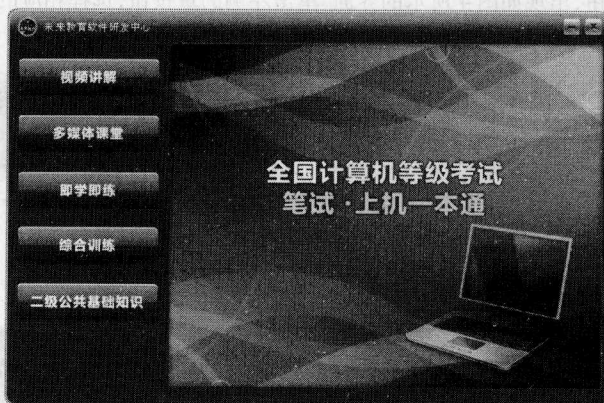 未来教育软件研发中心
视频讲解
多媒体课堂
即学即练
综合训练
二级公共基础知识
全国计算机等级考试
笔试·上机一本通